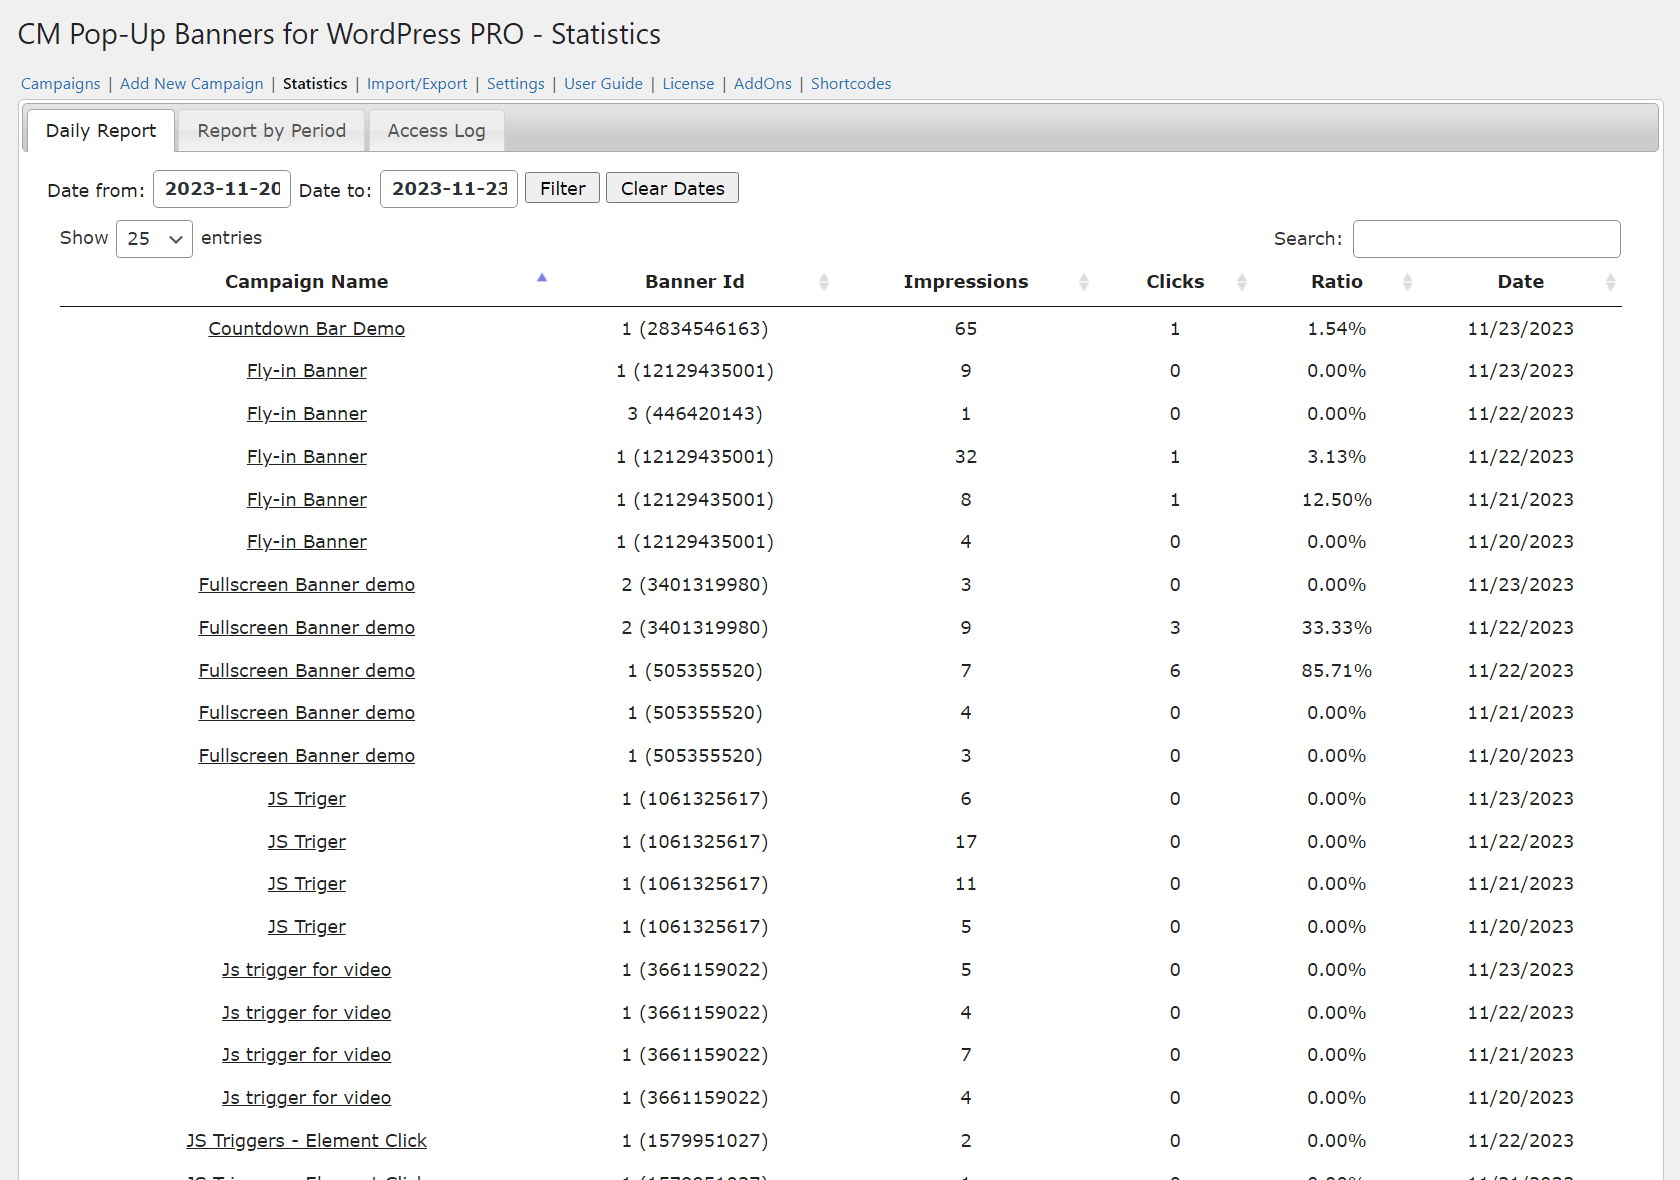 CM Pop-Up Banners for WordPress PRO - Statistics
Campaigns | Add New Campaign | Statistics | Import/Export | Settings | User Guide | License | AddOns | Shortcodes
Daily Report Report by Period Access Log
Date from: 2023-11-20 Date to: 2023-11-23 Filter Clear Dates
Show 25 entries Search:
Campaign Name Banner Id Impressions Clicks Ratio Date
Countdown Bar Demo 1 (2834546163) 65 1 1.54% 11/23/2023
Fly-in Banner 1 (12129435001) 9 0 0.00% 11/23/2023
Fly-in Banner 3 (446420143) 1 0 0.00% 11/22/2023
Fly-in Banner 1 (12129435001) 32 1 3.13% 11/22/2023
Fly-in Banner 1 (12129435001) 8 1 12.50% 11/21/2023
Fly-in Banner 1 (12129435001) 4 0 0.00% 11/20/2023
Fullscreen Banner demo 2 (3401319980) 3 0 0.00% 11/23/2023
Fullscreen Banner demo 2 (3401319980) 9 3 33.33% 11/22/2023
Fullscreen Banner demo 1 (505355520) 7 6 85.71% 11/22/2023
Fullscreen Banner demo 1 (505355520) 4 0 0.00% 11/21/2023
Fullscreen Banner demo 1 (505355520) 3 0 0.00% 11/20/2023
JS Triger 1 (1061325617) 6 0 0.00% 11/23/2023
JS Triger 1 (1061325617) 17 0 0.00% 11/22/2023
JS Triger 1 (1061325617) 11 0 0.00% 11/21/2023
JS Triger 1 (1061325617) 5 0 0.00% 11/20/2023
Js trigger for video 1 (3661159022) 5 0 0.00% 11/23/2023
Js trigger for video 1 (3661159022) 4 0 0.00% 11/22/2023
Js trigger for video 1 (3661159022) 7 0 0.00% 11/21/2023
Js trigger for video 1 (3661159022) 4 0 0.00% 11/20/2023
JS Triggers - Element Click 1 (1579951027) 2 0 0.00% 11/22/2023